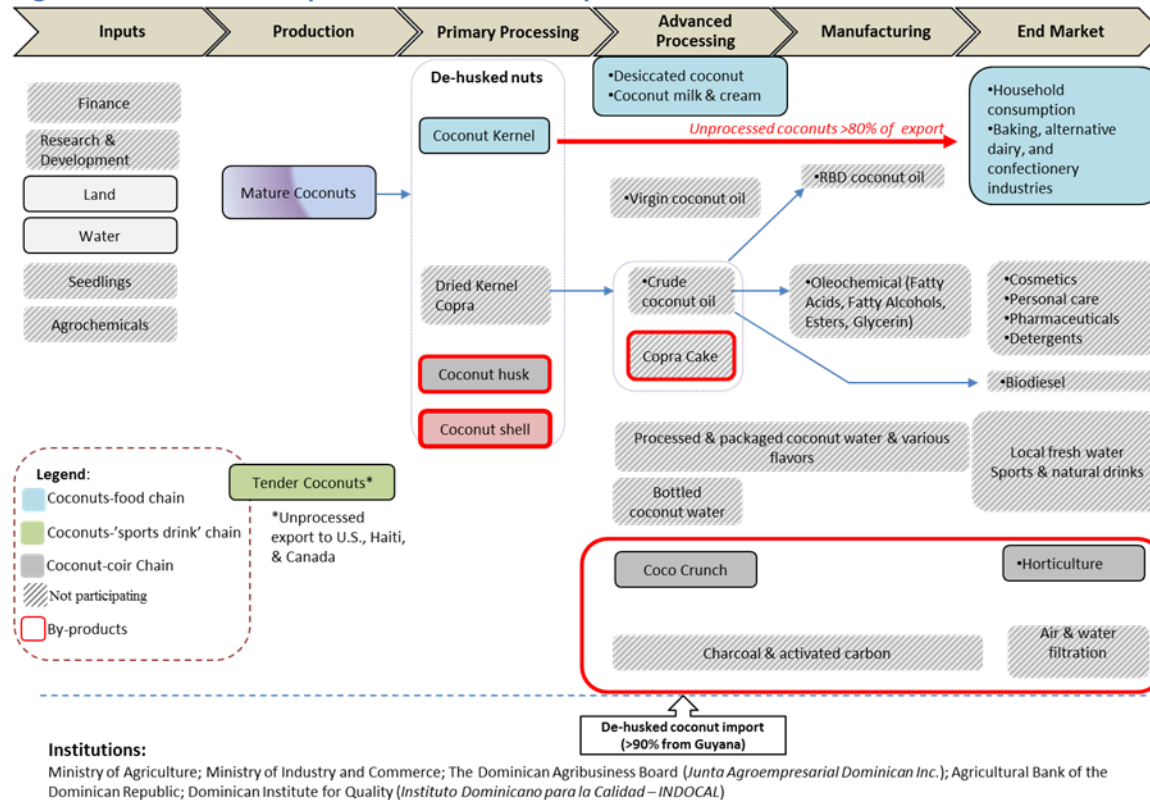 Inputs
Production
Primary Processing
Advanced
Processing
Manufacturing
End Market
Finance
Research &
Development
Land
Water
Seedlings
Agrochemicals
Mature Coconuts
De-husked nuts
Coconut Kernel
Dried Kernel
Copra
Coconut husk
Coconut shell
•Desiccated coconut
•Coconut milk & cream
Unprocessed coconuts >80% of export
•Household
consumption
•Baking, alternative
dairy, and
confectionery
industries
•Virgin coconut oil
•RBD coconut oil
•Crude
coconut oil
Copra Cake
•Oleochemical (Fatty
Acids, Fatty Alcohols,
Esters, Glycerin)
•Cosmetics
•Personal care
•Pharmaceuticals
•Detergents
•Biodiesel
Processed & packaged coconut water & various
flavors
Bottled
coconut water
Local fresh water
Sports & natural drinks
Legend:
Coconuts-food chain
Coconuts-'sports drink' chain
Coconut-coir Chain
Not participating
By-products
Tender Coconuts*
*Unprocessed
export to U.S., Haiti,
& Canada
Coco Crunch
•Horticulture
Charcoal & activated carbon
Air & water
filtration
De-husked coconut import
(>90% from Guyana)
Institutions:
Ministry of Agriculture; Ministry of Industry and Commerce; The Dominican Agribusiness Board (Junta Agroempresarial Dominican Inc.); Agricultural Bank of the
Dominican Republic; Dominican Institute for Quality (Instituto Dominicano para la Calidad – INDOCAL)